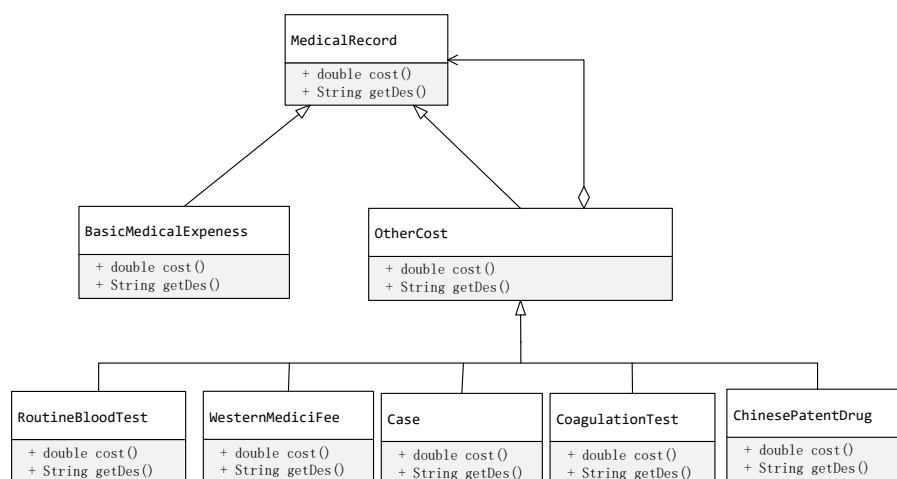 MedicalRecord
+ double cost()
+ String getDes()
BasicMedicalExpeness
+ double cost()
+ String getDes()
OtherCost
+ double cost()
+ String getDes()
RoutineBloodTest
+ double cost()
+ String getDes()
WesternMediciFee
+ double cost()
+ String getDes()
Case
+ double cost()
+ String getDes()
CoagulationTest
+ double cost()
+ String getDes()
ChinesePatentDrug
+ double cost()
+ String getDes()